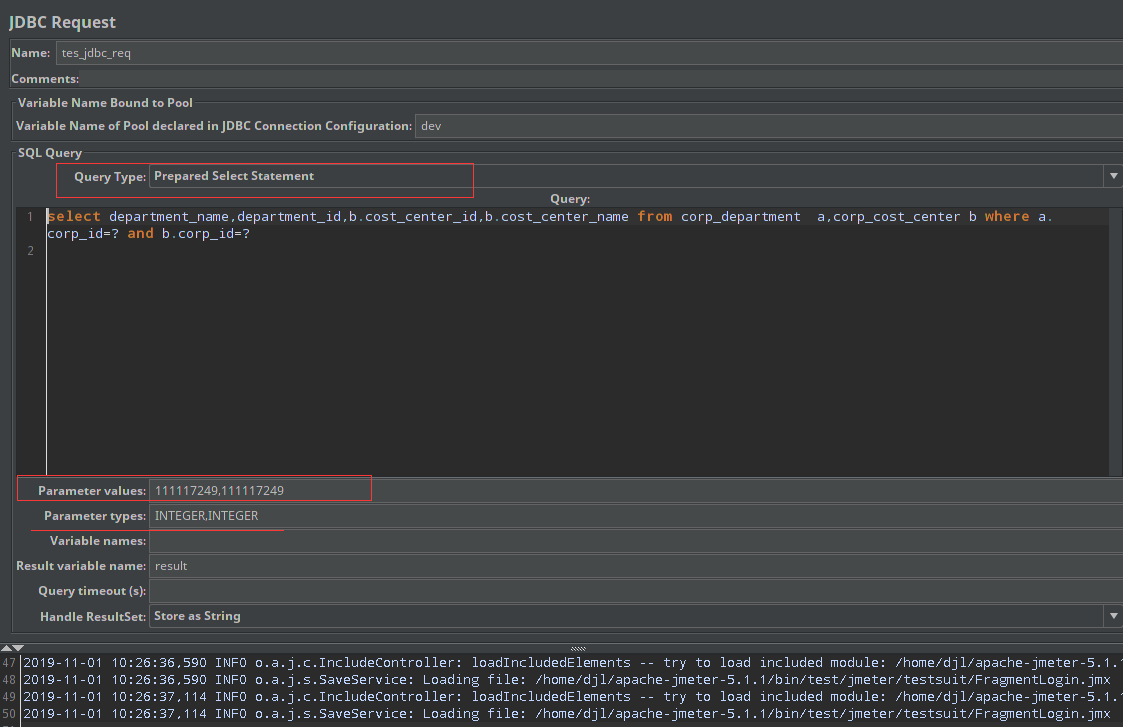 JDBC Request
Name: tes_jdbc_req
Comments:
Variable Name Bound to Pool
Variable Name of Pool declared in JDBC Connection Configuration: dev
SQL Query
Query Type: Prepared Select Statement
Query:
1 select department_name,department_id,b.cost_center_id,b.cost_center_name from corp_department  a,corp_cost_center b where a.
corp_id=? and b.corp_id=?
2
Parameter values: 111117249,111117249
Parameter types: INTEGER,INTEGER
Variable names:
Result variable name: result
Query timeout (s):
Handle ResultSet: Store as String
47 2019-11-01 10:26:36,590 INFO o.a.j.c.IncludeController: loadIncludedElements -- try to load included module: /home/djl/apache-jmeter-5.1.1
48 2019-11-01 10:26:36,590 INFO o.a.j.s.SaveService: Loading file: /home/djl/apache-jmeter-5.1.1/bin/test/jmeter/testsuit/FragmentLogin.jmx
49 2019-11-01 10:26:37,114 INFO o.a.j.c.IncludeController: loadIncludedElements -- try to load included module: /home/djl/apache-jmeter-5.1.1
50 2019-11-01 10:26:37,114 INFO o.a.j.s.SaveService: Loading file: /home/djl/apache-jmeter-5.1.1/bin/test/jmeter/testsuit/FragmentLogin.jmx